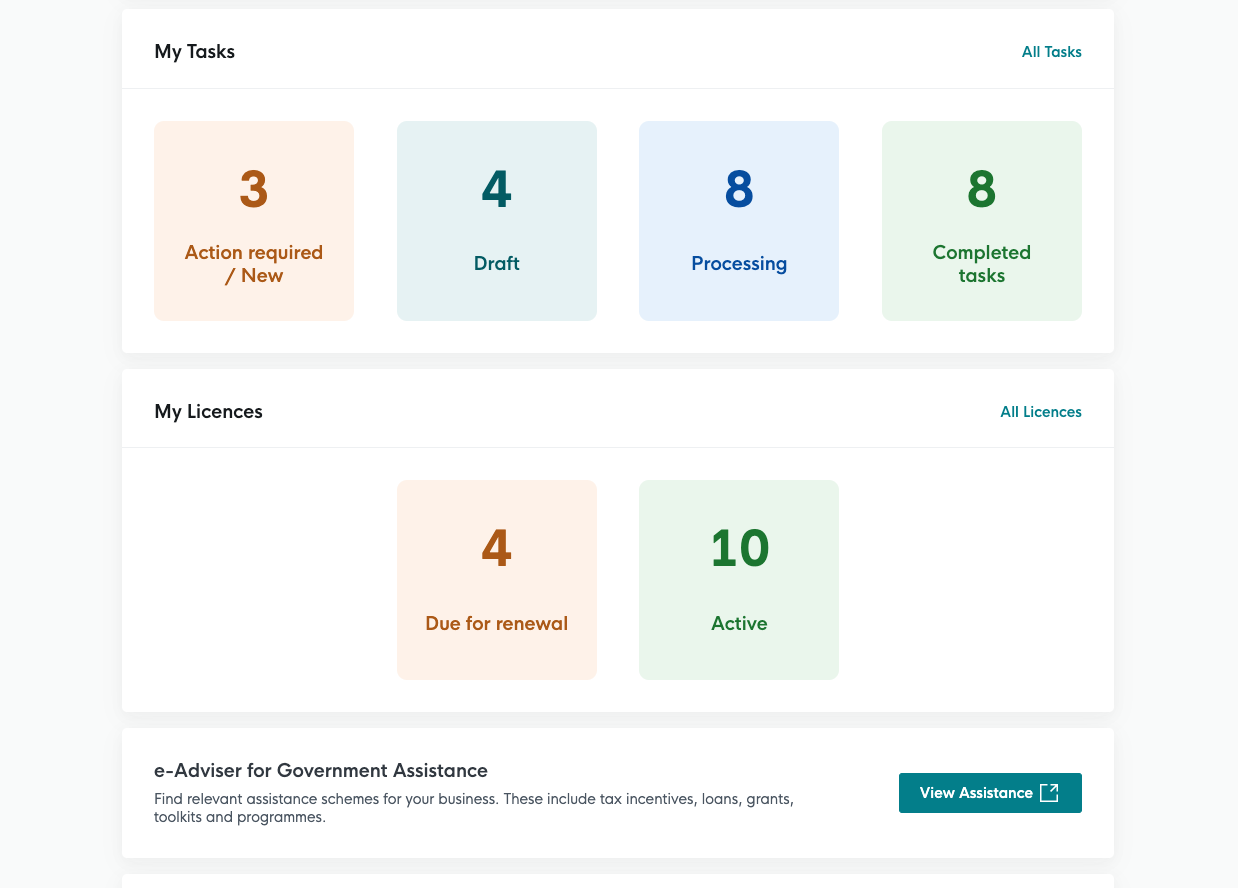 My Tasks
All Tasks
3
Action required
/ New
4
Draft
8
Processing
8
Completed
tasks
My Licences
All Licences
4
Due for renewal
10
Active
e-Adviser for Government Assistance
Find relevant assistance schemes for your business. These include tax incentives, loans, grants,
toolkits and programmes.
View Assistance